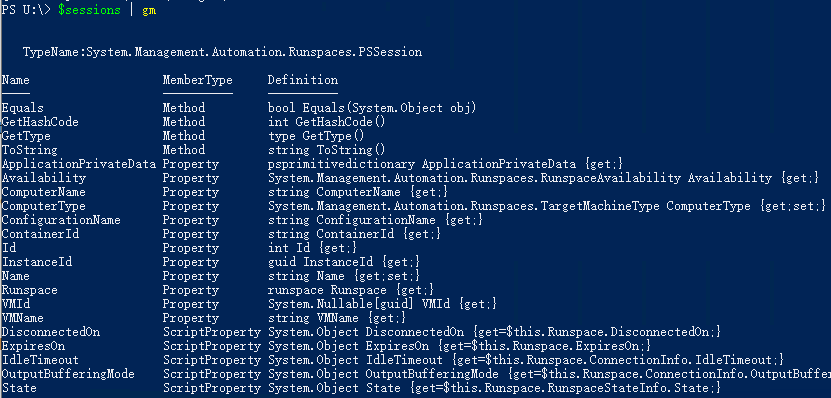 PS U:\> $sessions | gm
TypeName:System.Management.Automation.Runspaces.PSSession
Name MemberType Definition
---- ---------- ----------
Equals Method bool Equals(System.Object obj)
GetHashCode Method int GetHashCode()
GetType Method type GetType()
ToString Method string ToString()
ApplicationPrivateData Property psprimitivedictionary ApplicationPrivateData {get;}
Availability Property System.Management.Automation.Runspaces.RunspaceAvailability Availability {get;}
ComputerName Property string ComputerName {get;}
ComputerType Property System.Management.Automation.Runspaces.TargetMachineType ComputerType {get;set;}
ConfigurationName Property string ConfigurationName {get;}
ContainerId Property string ContainerId {get;}
Id Property int Id {get;}
InstanceId Property guid InstanceId {get;}
Name Property string Name {get;set;}
Runspace Property runspace Runspace {get;}
VMId Property System.Nullable[guid] VMId {get;}
VMName Property string VMName {get;}
DisconnectedOn ScriptProperty System.Object DisconnectedOn {get=$this.Runspace.DisconnectedOn;}
ExpiresOn ScriptProperty System.Object ExpiresOn {get=$this.Runspace.ExpiresOn;}
IdleTimeout ScriptProperty System.Object IdleTimeout {get=$this.Runspace.ConnectionInfo.IdleTimeout;}
OutputBufferingMode ScriptProperty System.Object OutputBufferingMode {get=$this.Runspace.ConnectionInfo.OutputBuffer
State ScriptProperty System.Object State {get=$this.Runspace.RunspaceStateInfo.State;}